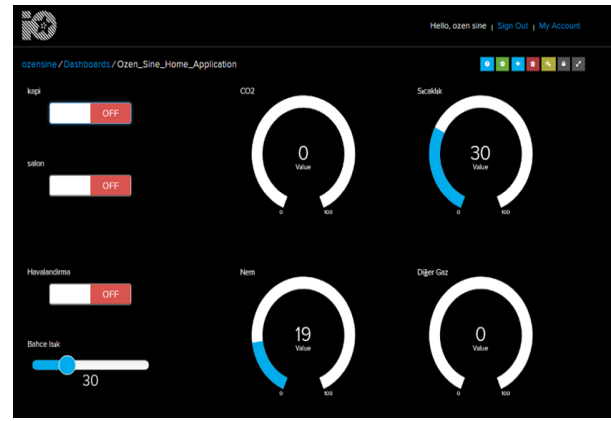 iO
Hello, ozen sine | Sign Out | My Account
ozensine / Dashboards / Ozen_Sine_Home_Application
kapi
OFF
CO2
0
Value
0 100
Sıcaklık
30
Value
0 100
salon
OFF
Havalandirma
OFF
Nem
19
Value
0 100
Diğer Gaz
0
Value
0 100
Bahce Isık
30